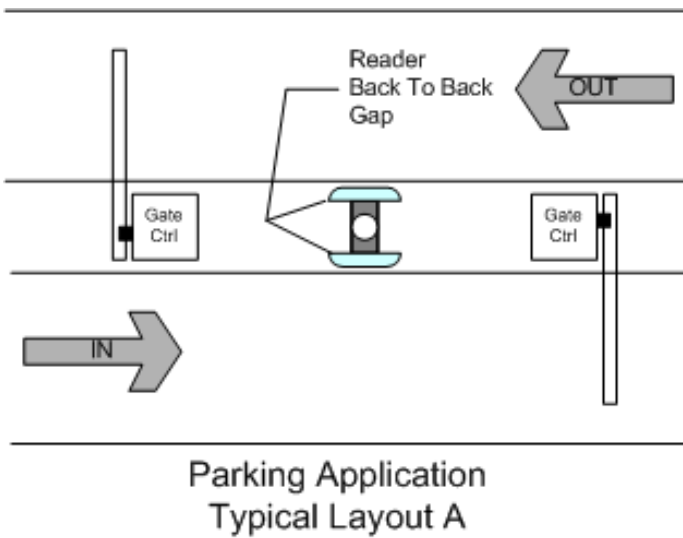 Reader
Back To Back
Gap
OUT
Gate
Ctrl
Gate
Ctrl
IN
Parking Application
Typical Layout A